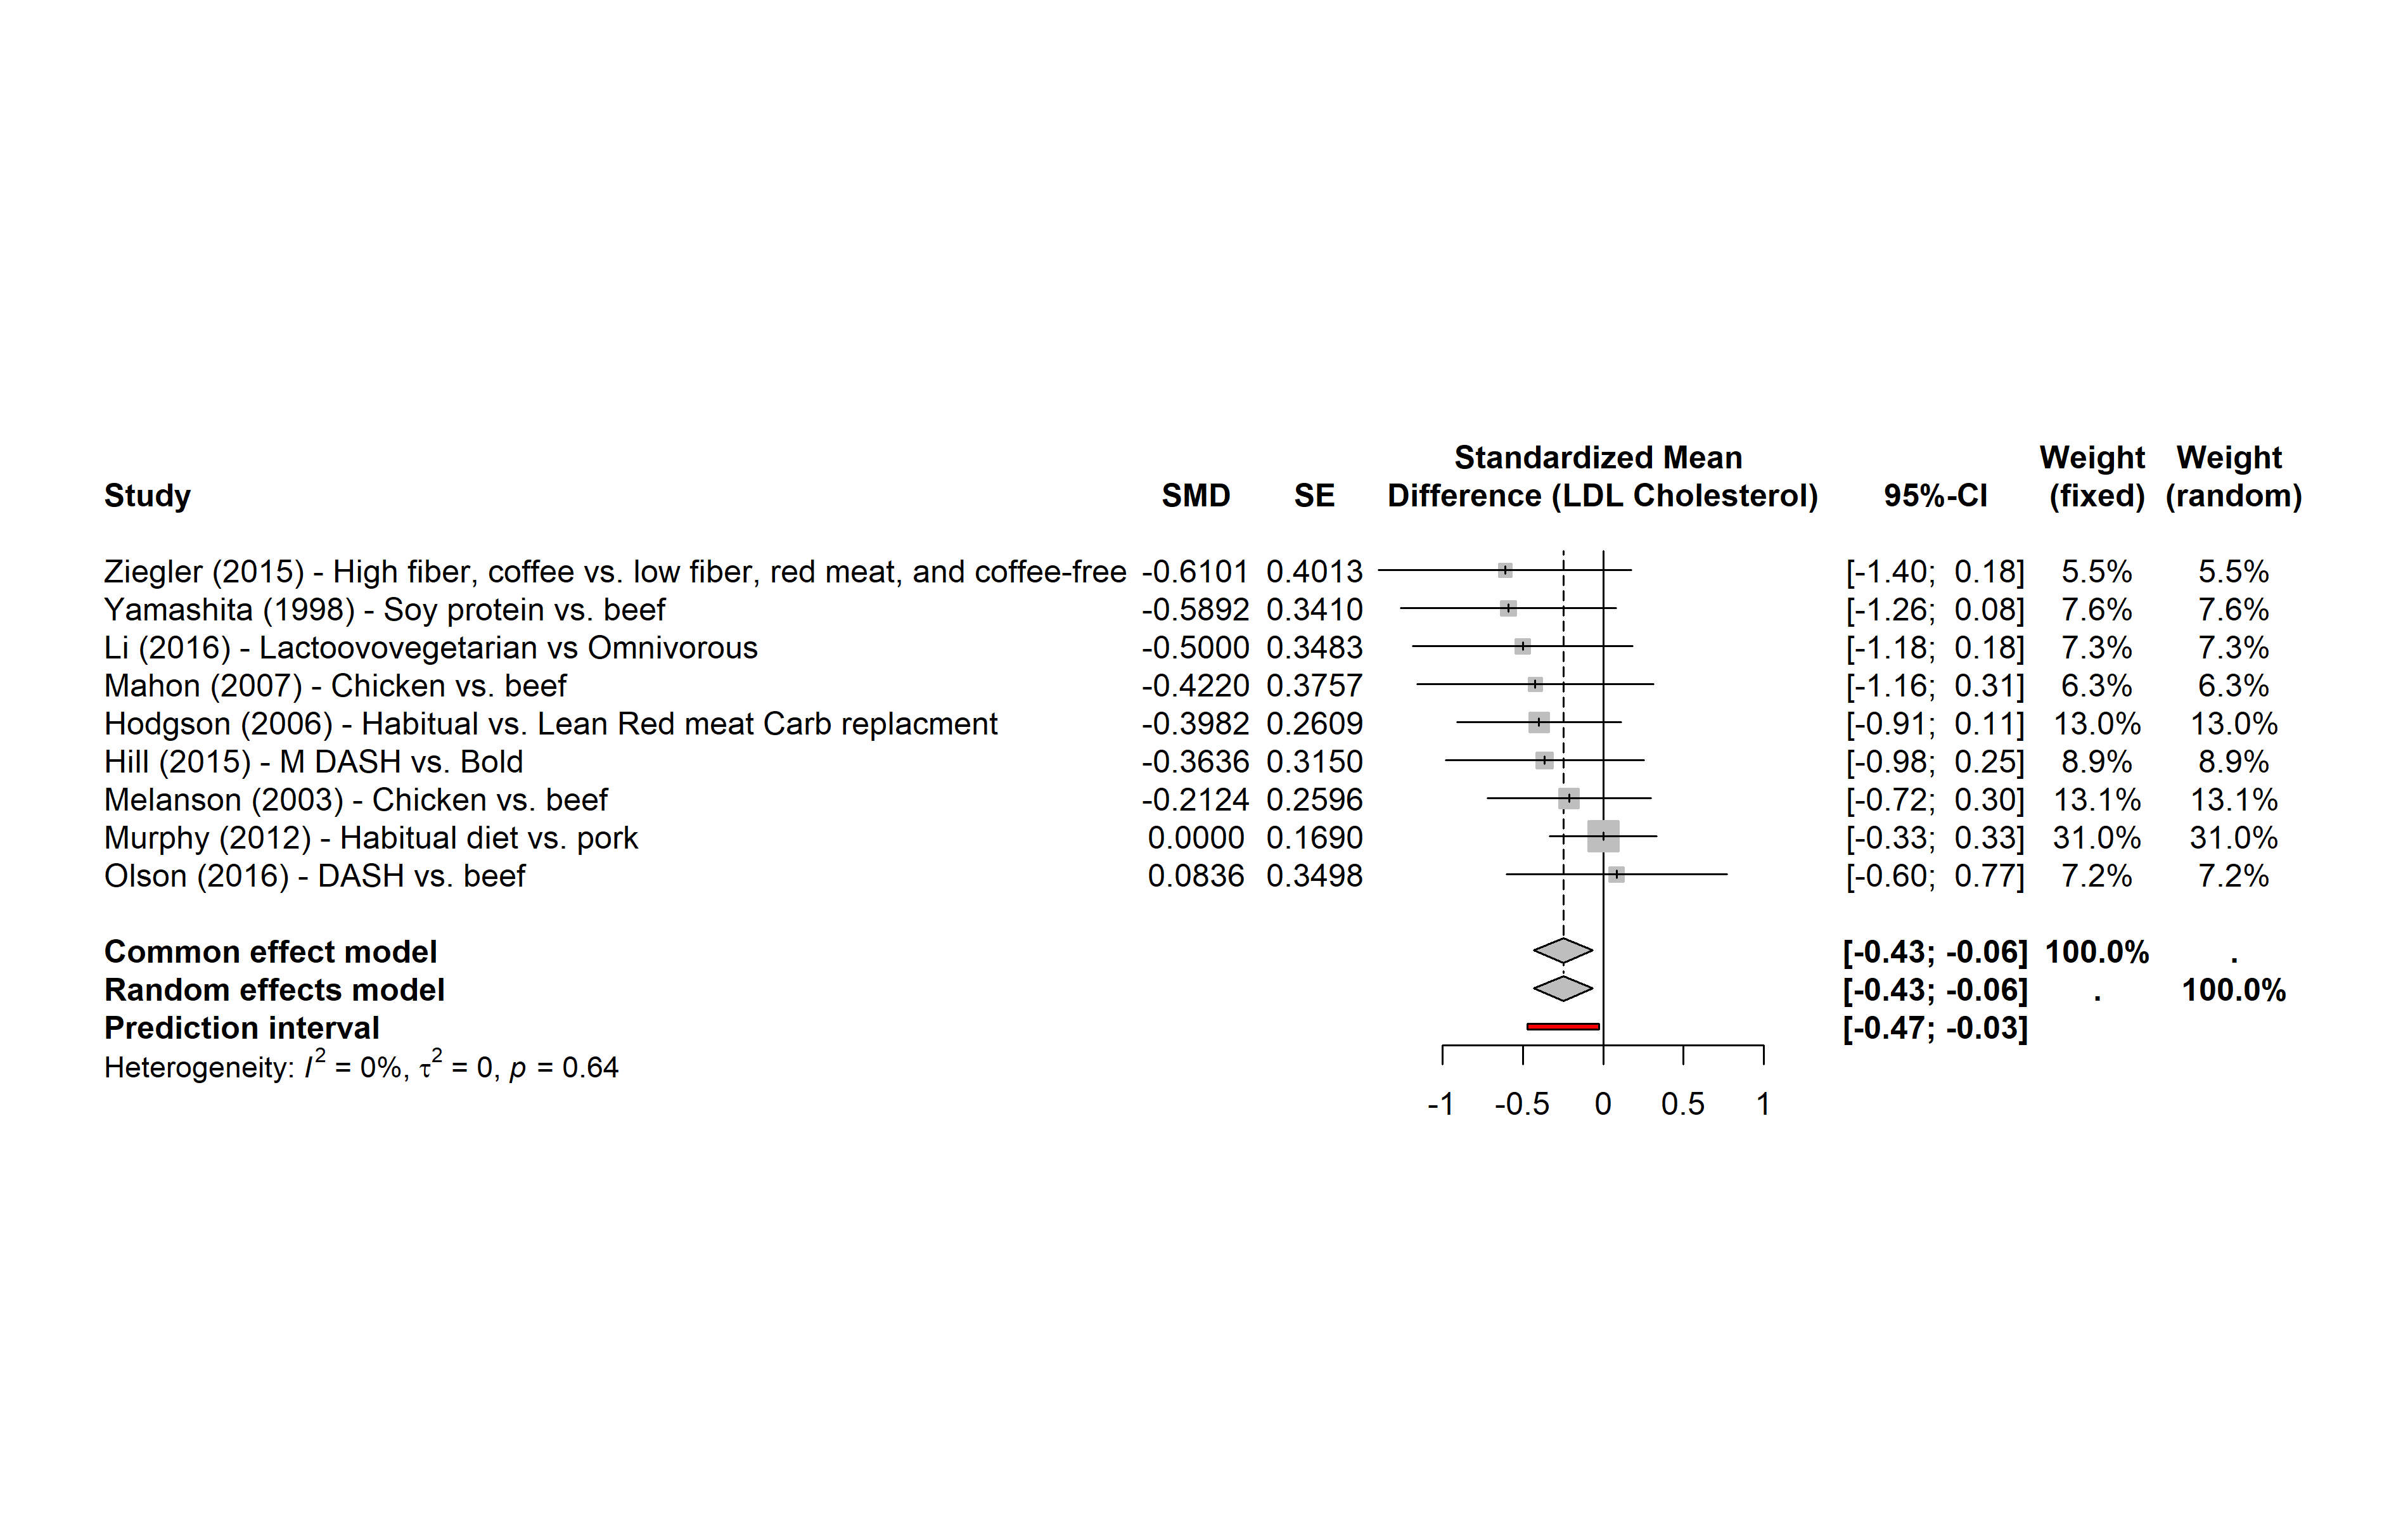 Standardized Mean Weight Weight
Study SMD SE Difference (LDL Cholesterol) 95%-CI (fixed) (random)
Ziegler (2015) - High fiber, coffee vs. low fiber, red meat, and coffee-free -0.6101 0.4013 [-1.40; 0.18] 5.5% 5.5%
Yamashita (1998) - Soy protein vs. beef -0.5892 0.3410 [-1.26; 0.08] 7.6% 7.6%
Li (2016) - Lactoovovegetarian vs Omnivorous -0.5000 0.3483 [-1.18; 0.18] 7.3% 7.3%
Mahon (2007) - Chicken vs. beef -0.4220 0.3757 [-1.16; 0.31] 6.3% 6.3%
Hodgson (2006) - Habitual vs. Lean Red meat Carb replacment -0.3982 0.2609 [-0.91; 0.11] 13.0% 13.0%
Hill (2015) - M DASH vs. Bold -0.3636 0.3150 [-0.98; 0.25] 8.9% 8.9%
Melanson (2003) - Chicken vs. beef -0.2124 0.2596 [-0.72; 0.30] 13.1% 13.1%
Murphy (2012) - Habitual diet vs. pork 0.0000 0.1690 [-0.33; 0.33] 31.0% 31.0%
Olson (2016) - DASH vs. beef 0.0836 0.3498 [-0.60; 0.77] 7.2% 7.2%
Common effect model [-0.43; -0.06] 100.0% .
Random effects model [-0.43; -0.06] . 100.0%
Prediction interval [-0.47; -0.03]
Heterogeneity: I² = 0%, τ² = 0, p = 0.64
-1 -0.5 0 0.5 1